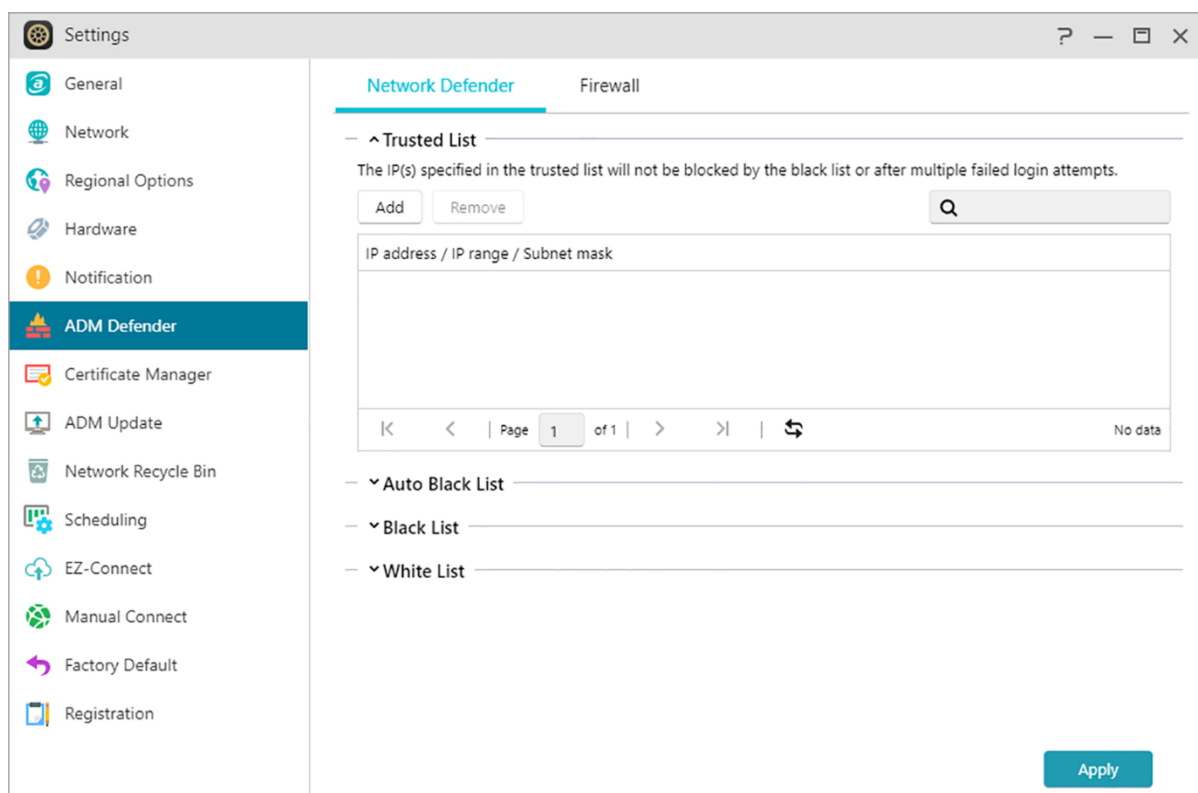 Settings
General
Network
Regional Options
Hardware
Notification
ADM Defender
Certificate Manager
ADM Update
Network Recycle Bin
Scheduling
EZ-Connect
Manual Connect
Factory Default
Registration
Network Defender Firewall
Trusted List
The IP(s) specified in the trusted list will not be blocked by the black list or after multiple failed login attempts.
Add Remove
IP address / IP range / Subnet mask
Page 1 of 1 No data
Auto Black List
Black List
White List
Apply